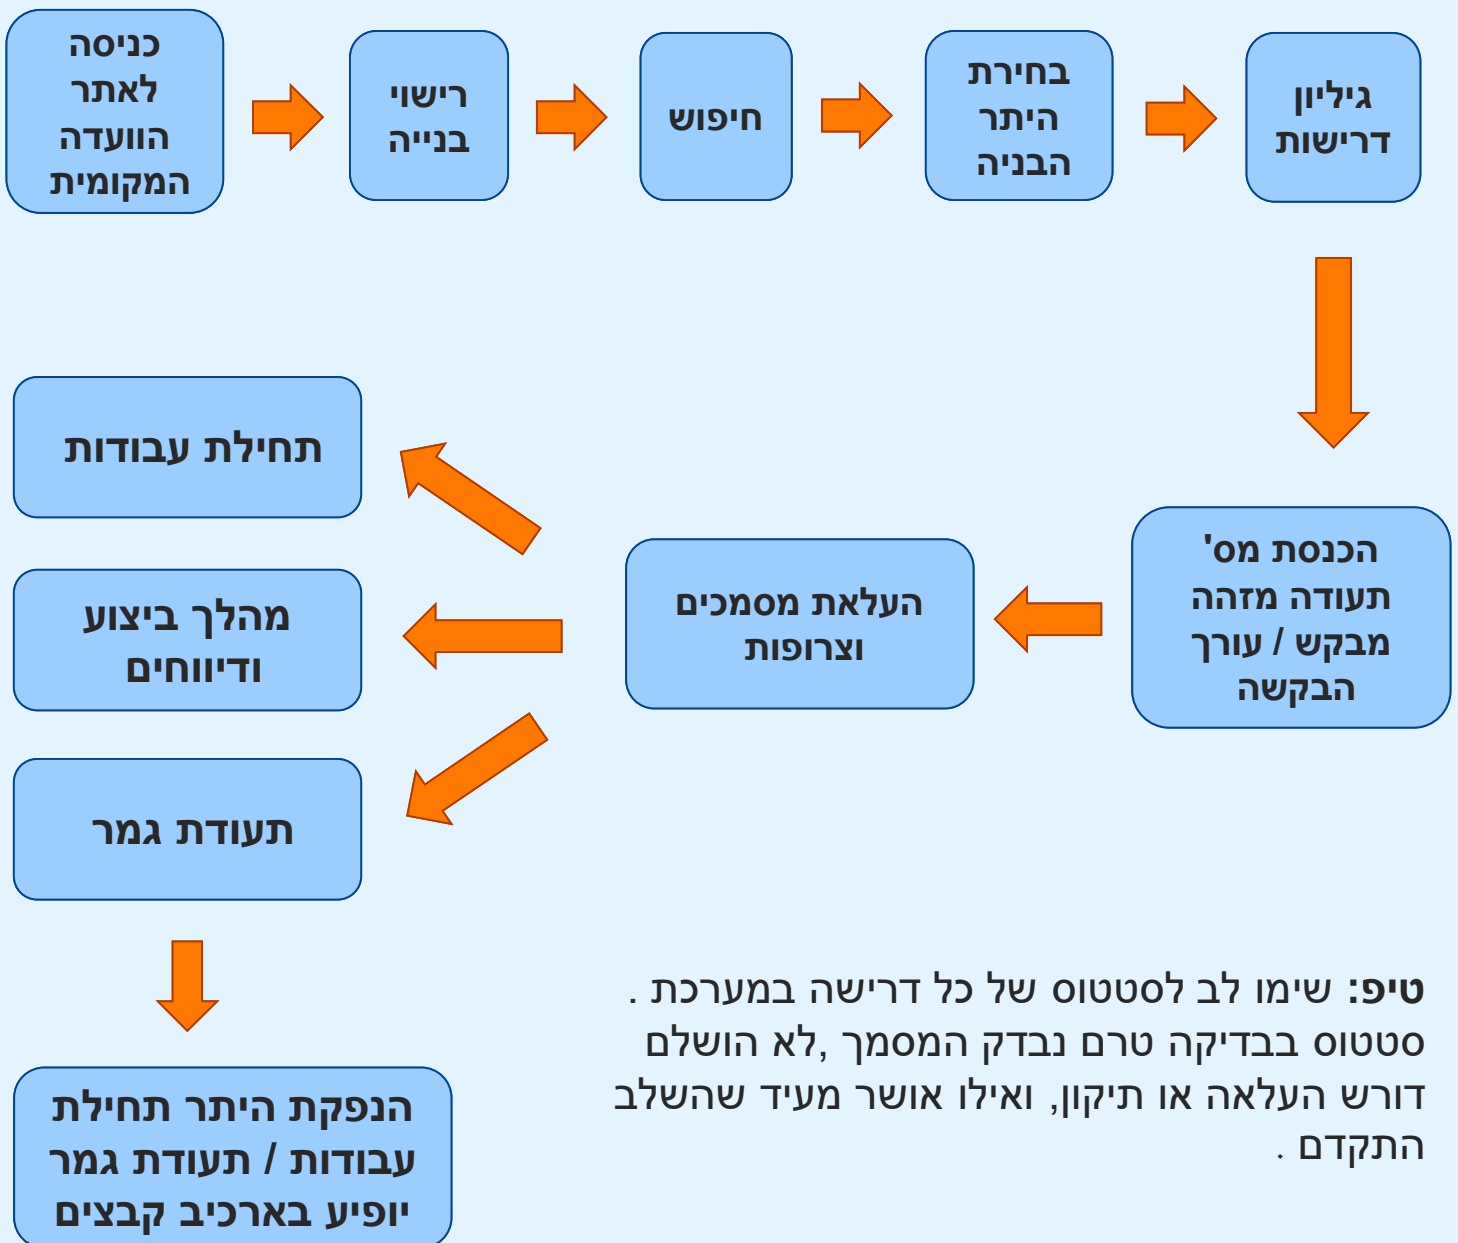 כניסה
לאתר
הוועדה
המקומית
רישוי
בנייה
חיפוש
בחירת
היתר
הבניה
גיליון
דרישות
הכנסת מס'
תעודה מזהה
מבקש / עורך
הבקשה
העלאת מסמכים
וצרופות
תחילת עבודות
מהלך ביצוע
ודיווחים
תעודת גמר
הנפקת היתר תחילת
עבודות / תעודת גמר
יופיע בארכיב קבצים
טיפ: שימו לב לסטטוס של כל דרישה במערכת .
סטטוס בבדיקה טרם נבדק המסמך ,לא הושלם
דורש העלאה או תיקון, ואילו אושר מעיד שהשלב
התקדם .